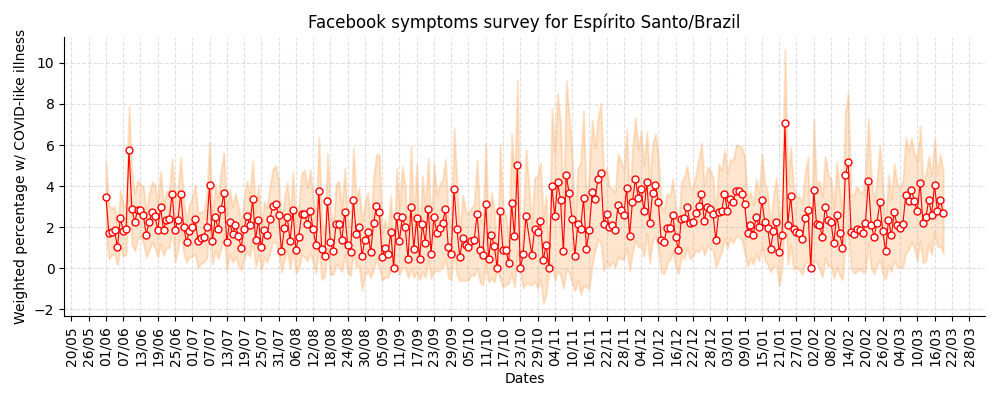 Facebook symptoms survey for Espírito Santo/Brazil
Weighted percentage w/ COVID-like illness
10
8
6
4
2
0
−2
20/05 26/05 01/06 07/06 13/06 19/06 25/06 01/07 07/07 13/07 19/07 25/07 31/07 06/08 12/08 18/08 24/08 30/08 05/09 11/09 17/09 23/09 29/09 05/10 11/10 17/10 23/10 29/10 04/11 10/11 16/11 22/11 28/11 04/12 10/12 16/12 22/12 28/12 03/01 09/01 15/01 21/01 27/01 02/02 08/02 14/02 20/02 26/02 04/03 10/03 16/03 22/03 28/03
Dates